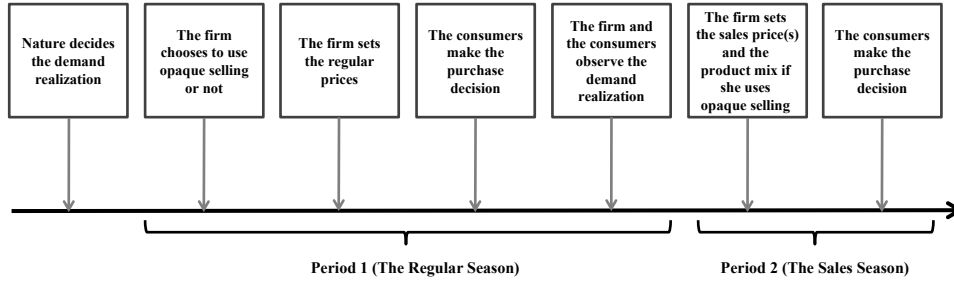 Nature decides
the demand
realization
The firm
chooses to use
opaque selling
or not
The firm sets
the regular
prices
The consumers
make the
purchase
decision
The firm and
the consumers
observe the
demand
realization
The firm sets
the sales price(s)
and the
product mix if
she uses
opaque selling
The consumers
make the
purchase
decision
Period 1 (The Regular Season)
Period 2 (The Sales Season)